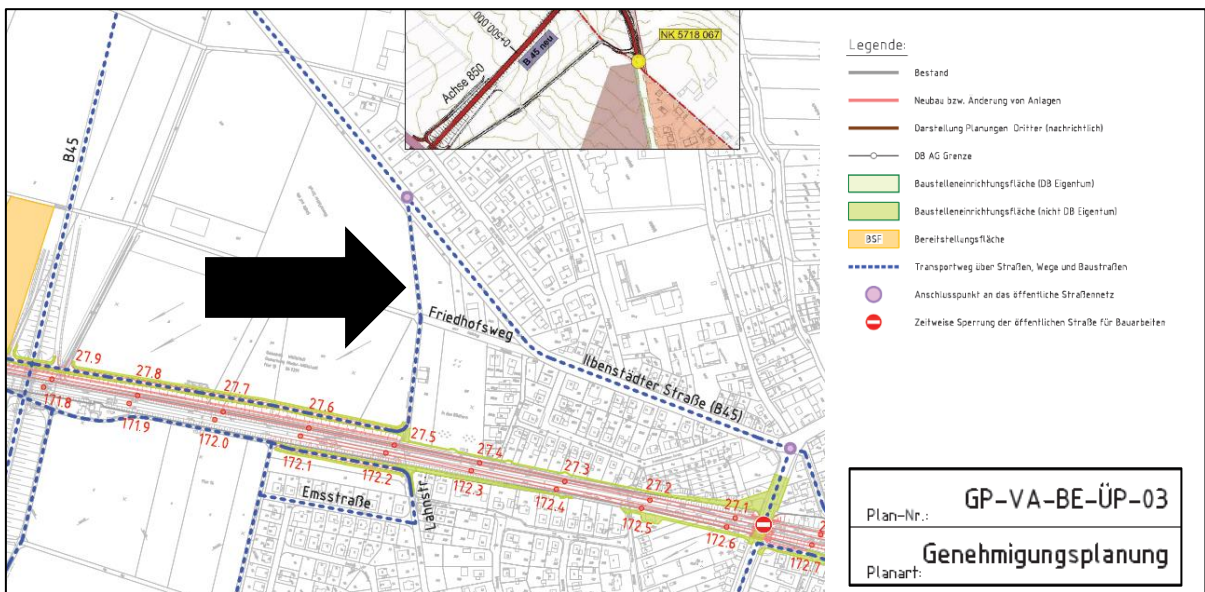 0+500.000
B 45 neu
Achse 850
NK 5718 067
B45
Friedhofsweg
Ilbenstädter Straße (B45)
27.9
27.8
27.7
27.6
27.5
27.4
27.3
27.2
27.1
171.8
171.9
172.0
172.1
172.2
172.3
172.4
172.5
172.6
172.7
Emsstraße
Lahnstr
Legende:
Bestand
Neubau bzw. Änderung von Anlagen
Darstellung Planungen Dritter (nachrichtlich)
DB AG Grenze
Baustelleneinrichtungsfläche (DB Eigentum)
Baustelleneinrichtungsfläche (nicht DB Eigentum)
BSF Bereitstellungsfläche
Transportweg über Straßen, Wege und Baustraßen
Anschlusspunkt an das öffentliche Straßennetz
Zeitweise Sperrung der öffentlichen Straße für Bauarbeiten
Plan-Nr.: GP-VA-BE-ÜP-03
Planart: Genehmigungsplanung